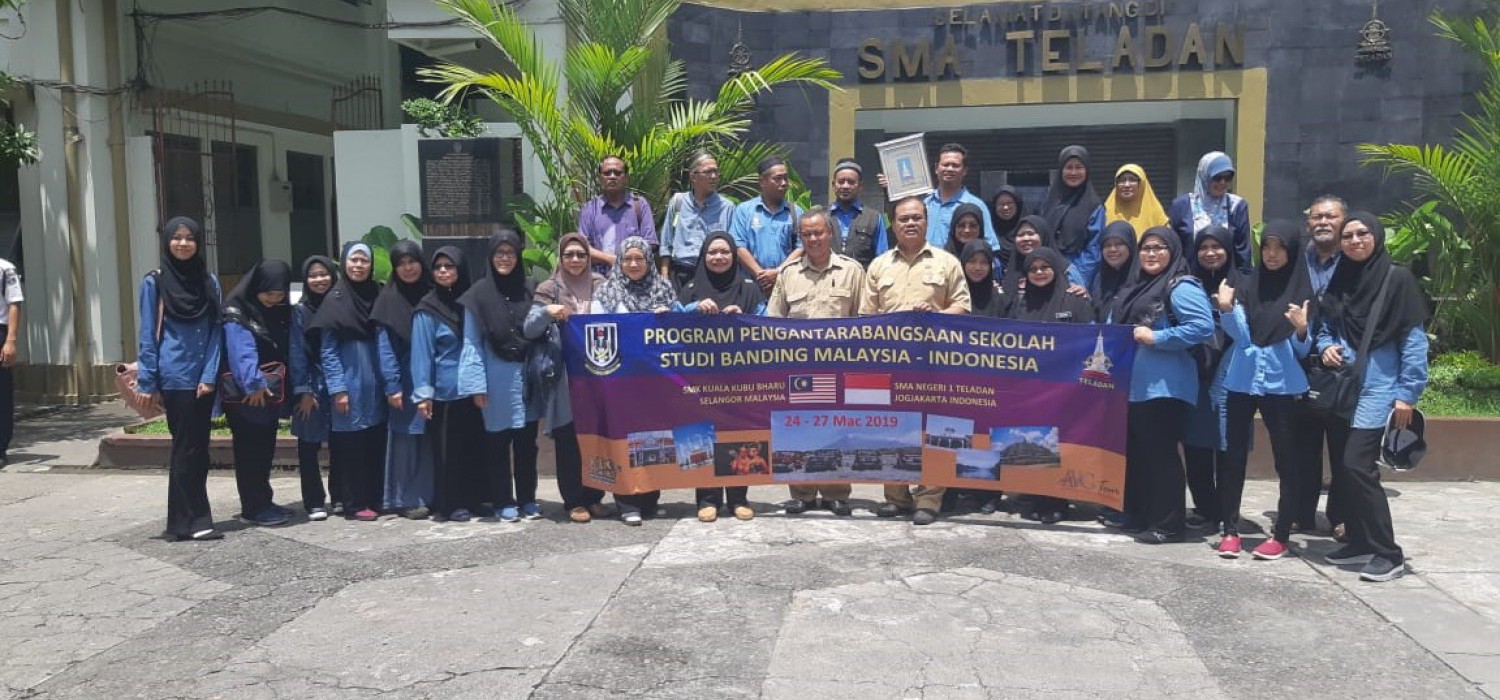 SELAMAT DATANG DI
SMA TELADAN
PROGRAM PENGANTARABANGSAAN SEKOLAH
STUDI BANDING MALAYSIA - INDONESIA
SMK KUALA KUBU BHARU
SELANGOR MALAYSIA
SMA NEGERI 1 TELADAN
JOGJAKARTA INDONESIA
TELADAN
24 - 27 Mac 2019